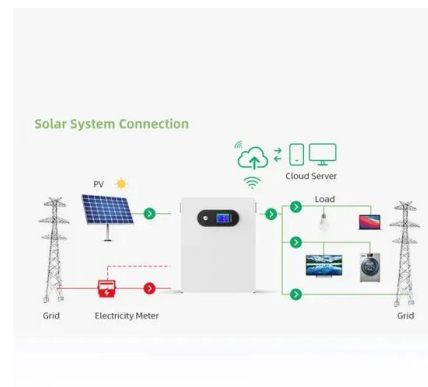 Solar System Connection
Cloud Server
PV
Load
Grid
Electricity Meter
Grid